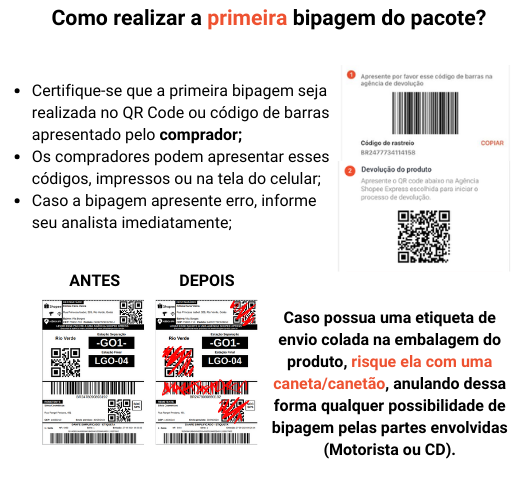 Como realizar a primeira bipagem do pacote?
Certifique-se que a primeira bipagem seja
realizada no QR Code ou código de barras
apresentado pelo comprador;
Os compradores podem apresentar esses
códigos, impressos ou na tela do celular;
Caso a bipagem apresente erro, informe
seu analista imediatamente;
1 Apresente por favor esse código de barras na
agência de devolução
Código de rastreio COPIAR
BR247773411415B
2 Devolução do produto
Apresente o QR code abaixo na Agência
Shopee Express escolhida para iniciar o
processo de devolução.
ANTES
DEPOIS
Shopee
Rio Verde
-GO1-
LGO-04
Shopee
Rio Verde
-GO1-
LGO-04
Caso possua uma etiqueta de
envio colada na embalagem do
produto, risque ela com uma
caneta/canetão, anulando dessa
forma qualquer possibilidade de
bipagem pelas partes envolvidas
(Motorista ou CD).